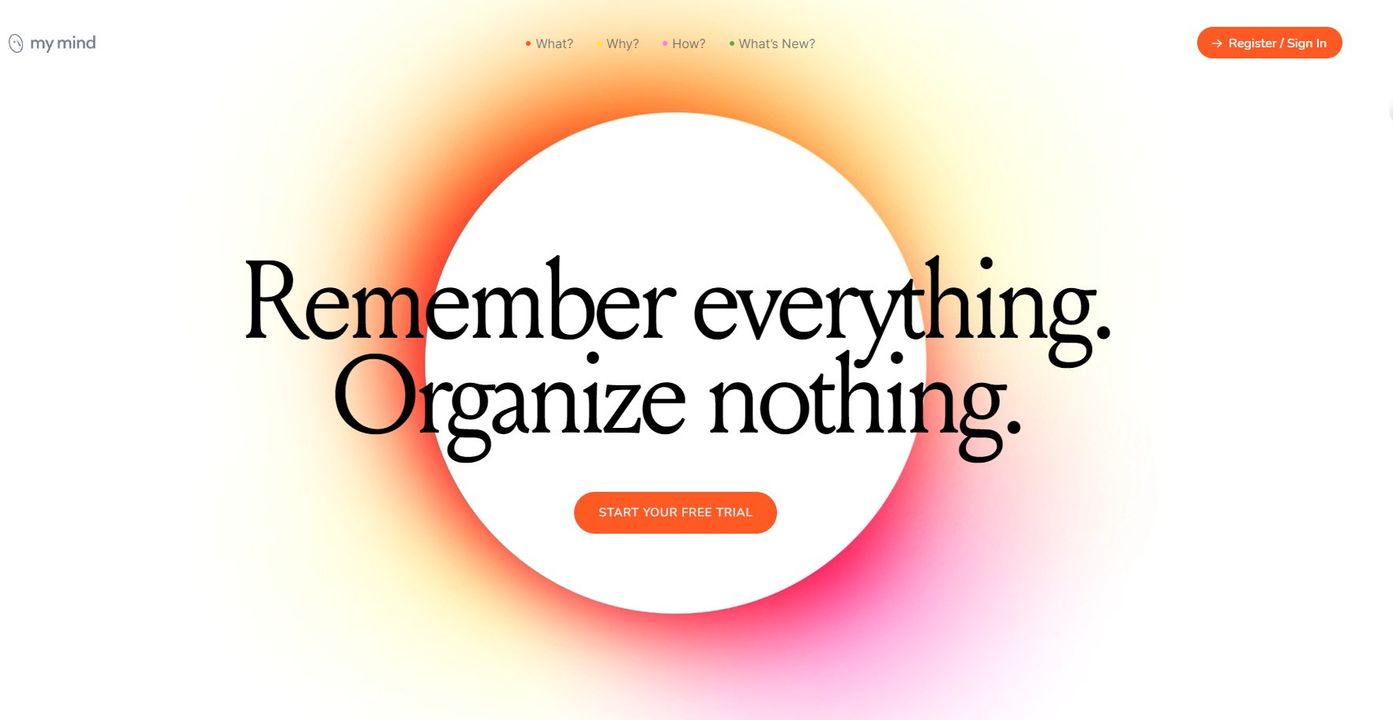 my mind
What?
Why?
How?
What's New?
→ Register / Sign In
Remember everything.
Organize nothing.
START YOUR FREE TRIAL